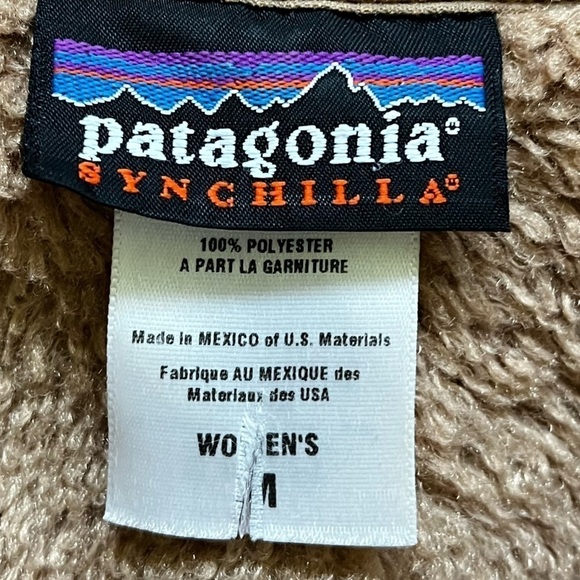 patagonia®
SYNCHILLA®
100% POLYESTER
A PART LA GARNITURE
Made in MEXICO of U.S. Materials
Fabrique AU MEXIQUE des
Materiaux des USA
WOMEN'S
M